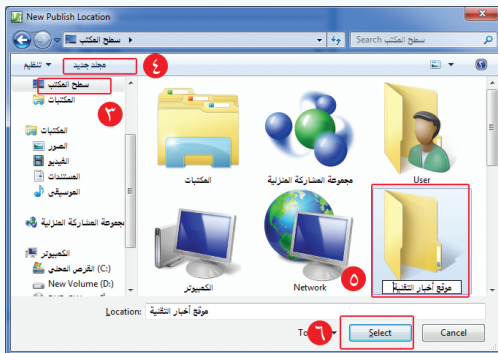 New Publish Location
سطح المكتب
Search سطح المكتب
تنظيم
مجلد جديد
٤
سطح المكتب
المكتبات
٣
المكتبات
الصور
الفيديو
المستندات
الموسيقى
مجموعة المشاركة المنزلية
الكمبيوتر
القرص المحلي (C:)
New Volume (D:)
المكتبات
مجموعة المشاركة المنزلية
User
الكمبيوتر
Network
٥
موقع أخبار التقنية
Location: موقع أخبار التقنية
٦
Select
Cancel